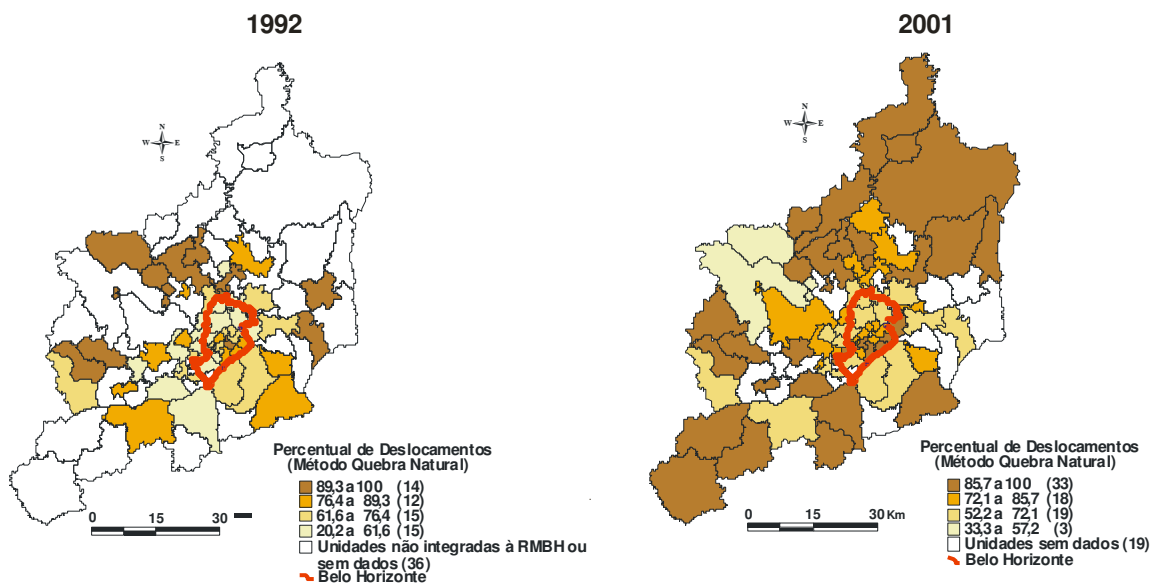 1992
N
W E
S
Percentual de Deslocamentos
(Método Quebra Natural)
89,3 a 100 (14)
76,4 a 89,3 (12)
61,6 a 76,4 (15)
20,2 a 61,6 (15)
Unidades não integradas à RMBH ou
sem dados (36)
Belo Horizonte
0 15 30
2001
N
W E
S
Percentual de Deslocamentos
(Método Quebra Natural)
85,7 a 100 (33)
72,1 a 85,7 (18)
52,2 a 72,1 (19)
33,3 a 57,2 (3)
Unidades sem dados (19)
Belo Horizonte
0 15 30 Km